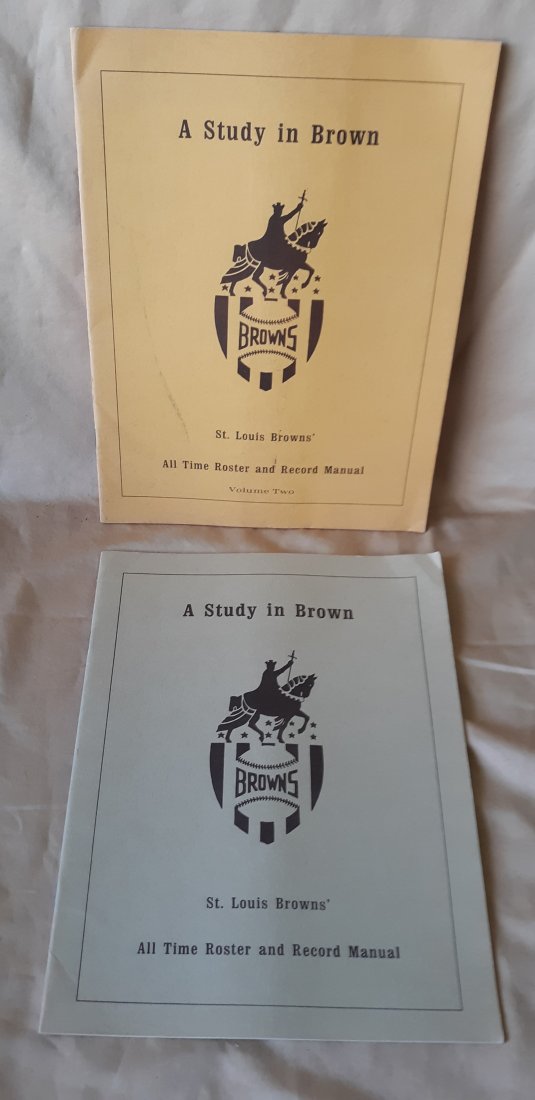 A Study in Brown
BROWNS
St. Louis Browns'
All Time Roster and Record Manual
Volume Two
A Study in Brown
BROWNS
St. Louis Browns'
All Time Roster and Record Manual